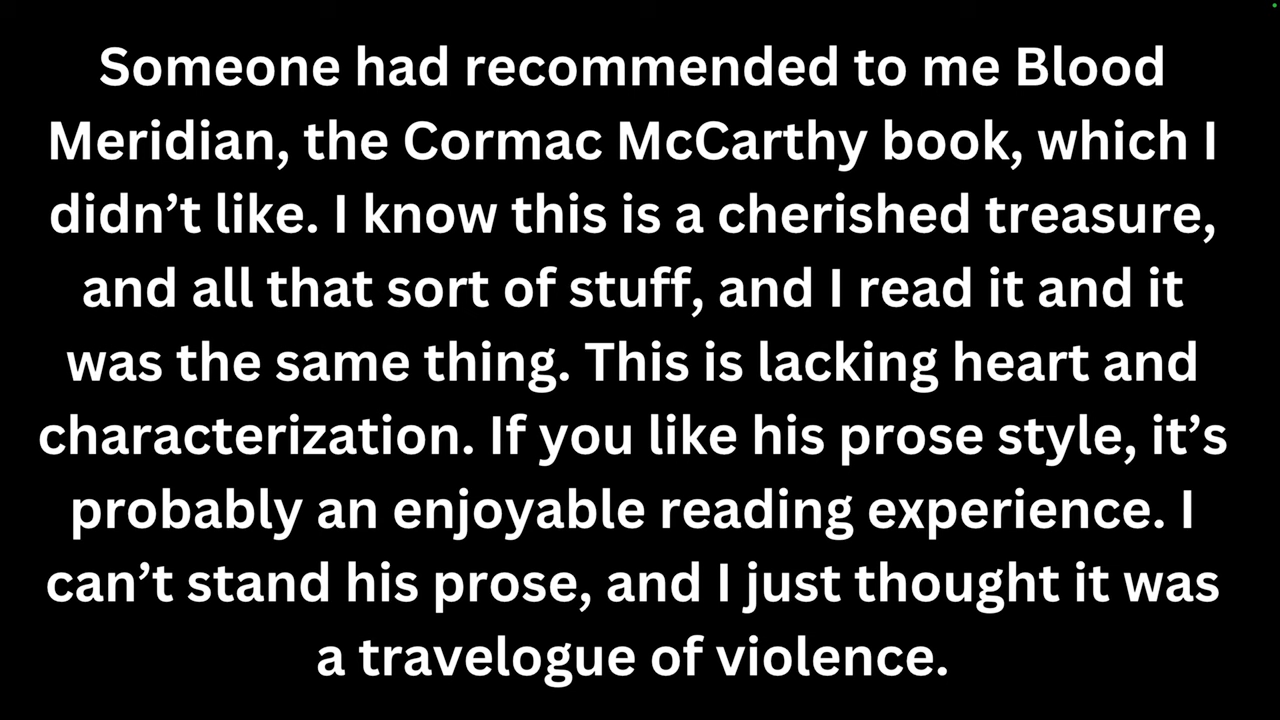 Someone had recommended to me Blood
Meridian, the Cormac McCarthy book, which I
didn’t like. I know this is a cherished treasure,
and all that sort of stuff, and I read it and it
was the same thing. This is lacking heart and
characterization. If you like his prose style, it’s
probably an enjoyable reading experience. I
can’t stand his prose, and I just thought it was
a travelogue of violence.